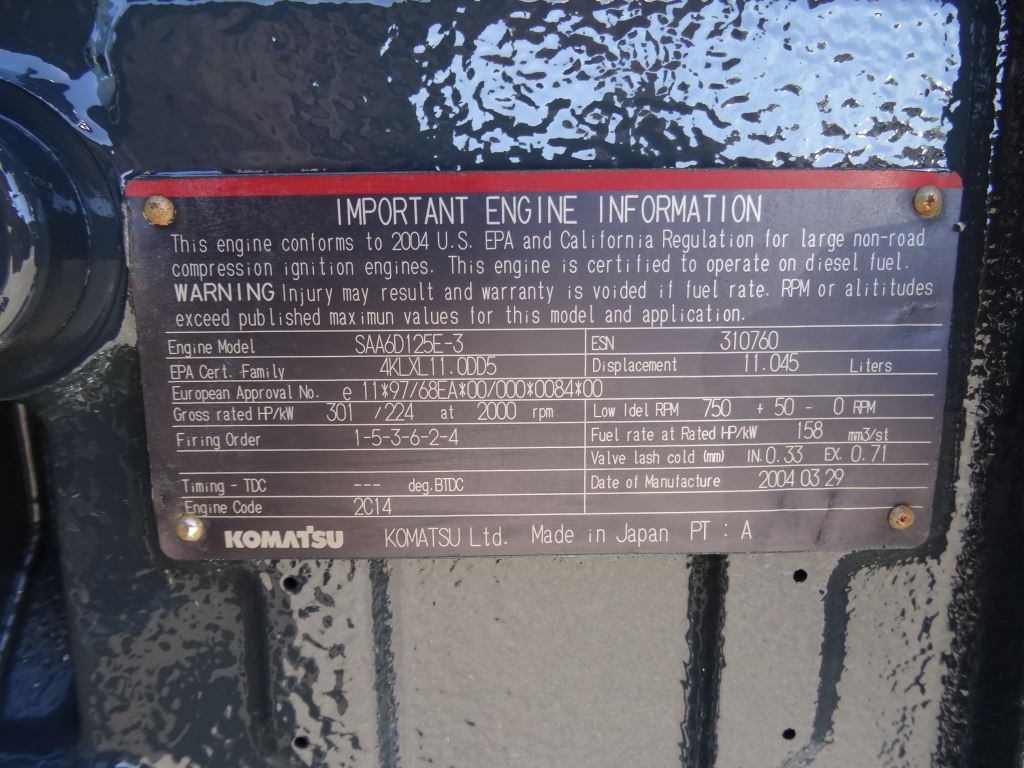 IMPORTANT ENGINE INFORMATION
This engine conforms to 2004 U.S. EPA and California Regulation for large non-road
compression ignition engines. This engine is certified to operate on diesel fuel.
WARNING Injury may result and warranty is voided if fuel rate. RPM or alititudes
exceed published maximun values for this model and application.
Engine Model SAA6D125E-3 ESN 310760
EPA Cert. Family 4KLXL11.0DD5 Displacement 11.045 Liters
European Approval No. e 11*97/68EA*00/000*0084*00
Gross rated HP/kW 301 /224 at 2000 rpm Low Idel RPM 750 +50 - 0 RPM
Firing Order 1-5-3-6-2-4 Fuel rate at Rated HP/kW 158 mm3/st
Valve lash cold (mm) IN.0.33 EX. 0.71
Timing - TDC --- deg.BTDC Date of Manufacture 2004 03 29
Engine Code 2C14
KOMATSU KOMATSU Ltd. Made in Japan PT : A